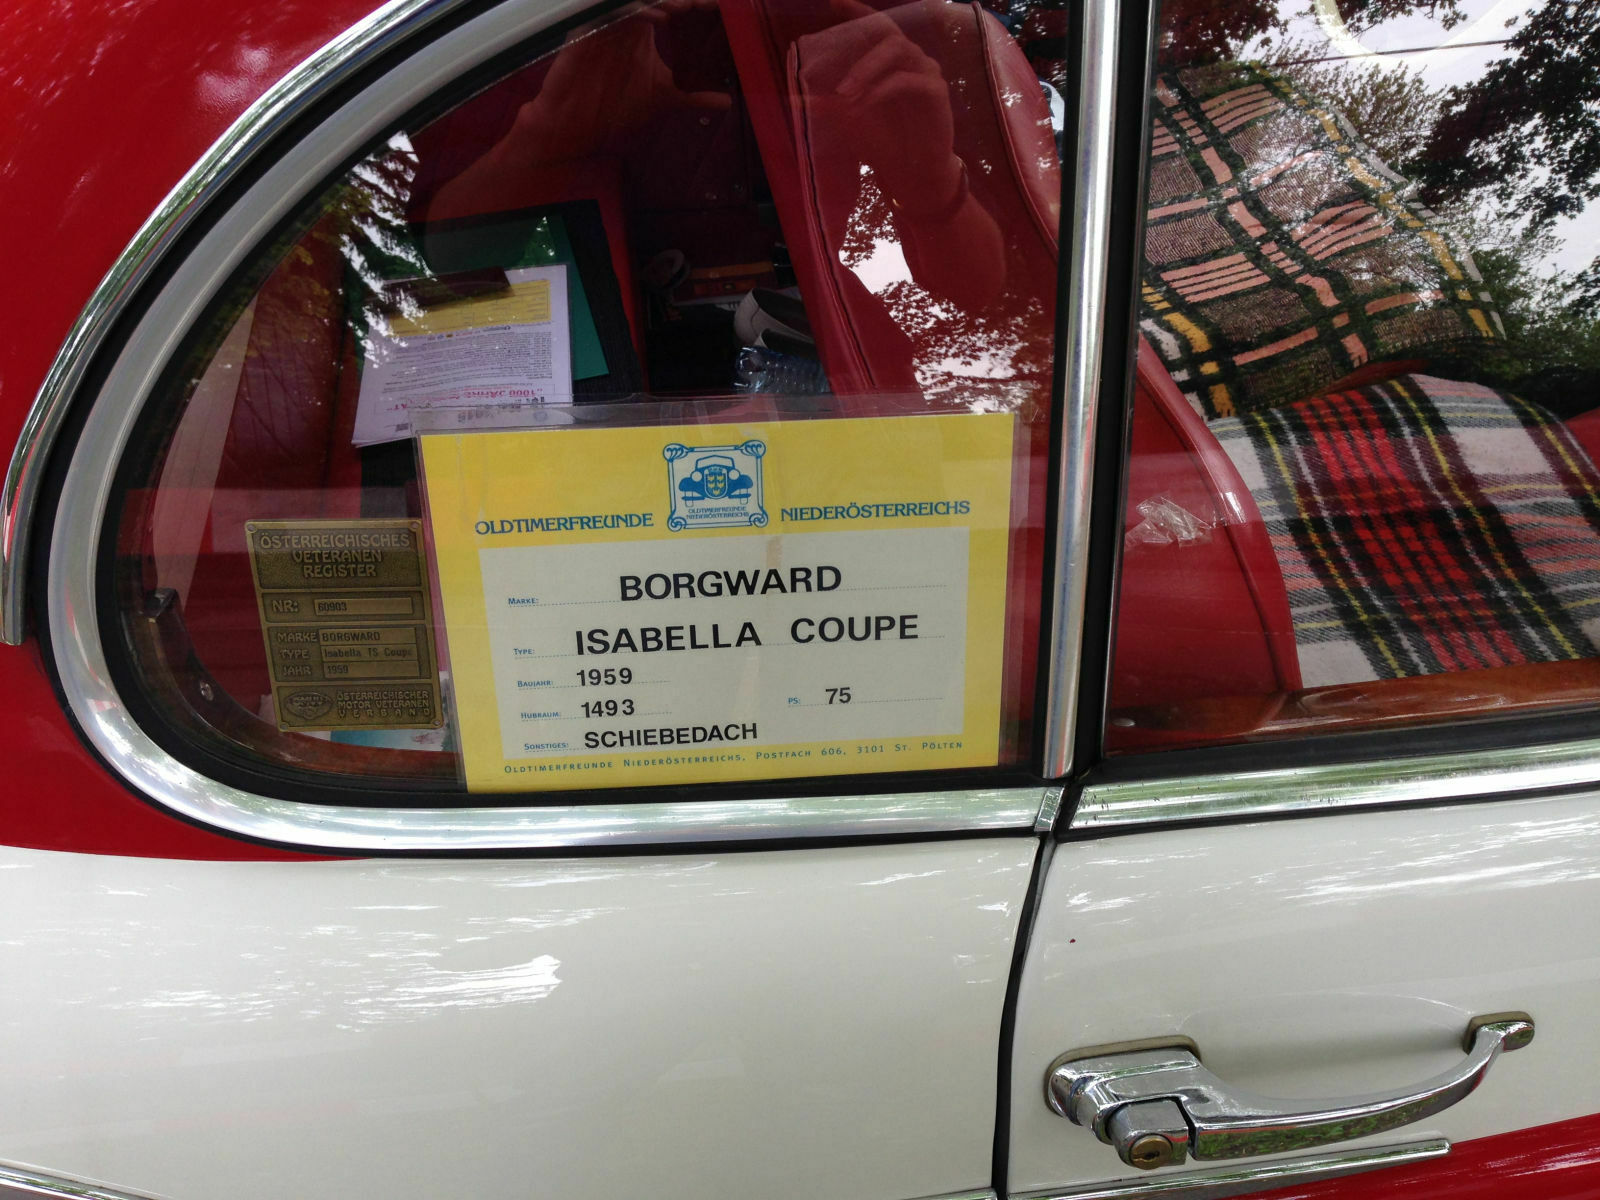 OLDTIMERFREUNDE NIEDERÖSTERREICHS
OLDTIMERFREUNDE
NIEDERÖSTERREICHS
MARKE: BORGWARD
TYPE: ISABELLA COUPE
BAUJAHR: 1959
HUBRAUM: 1493 PS: 75
SONSTIGES: SCHIEBEDACH
OLDTIMERFREUNDE NIEDERÖSTERREICHS, POSTFACH 606, 3101 ST. PÖLTEN
ÖSTERREICHISCHES
VETERANEN
REGISTER
NR: 60903
MARKE BORGWARD
TYPE Isabella TS Coupe
JAHR 1959
ÖSTERREICHISCHER
MOTOR VETERANEN
VERBAND